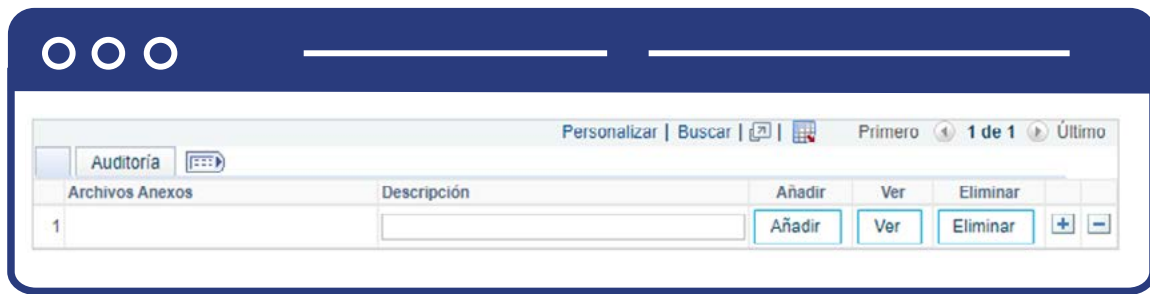 Personalizar | Buscar | | Primero 1 de 1 Último
Auditoría
Archivos Anexos Descripción Añadir Ver Eliminar
1 Añadir Ver Eliminar + −